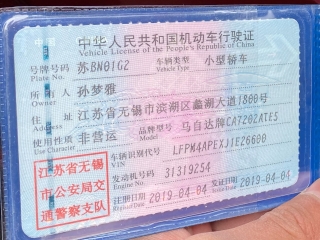 中华人民共和国机动车行驶证
Vehicle License of the People's Republic of China
号牌号码 苏BN01G2 车辆类型 小型轿车
Plate No. Vehicle Type
所有人 孙梦雅
Owner
住址 江苏省无锡市滨湖区蠡湖大道1800号
Address
使用性质 非营运 品牌型号 马自达牌CA7202ATE5
Use Character Model
江苏省无锡
市公安局交
通警察支队
车辆识别代号 LFPM4APEXJ1E26600
VIN
发动机号码 31319254
Engine No.
注册日期 2019-04-04 发证日期 2019-04-04
Register Date Issue Date